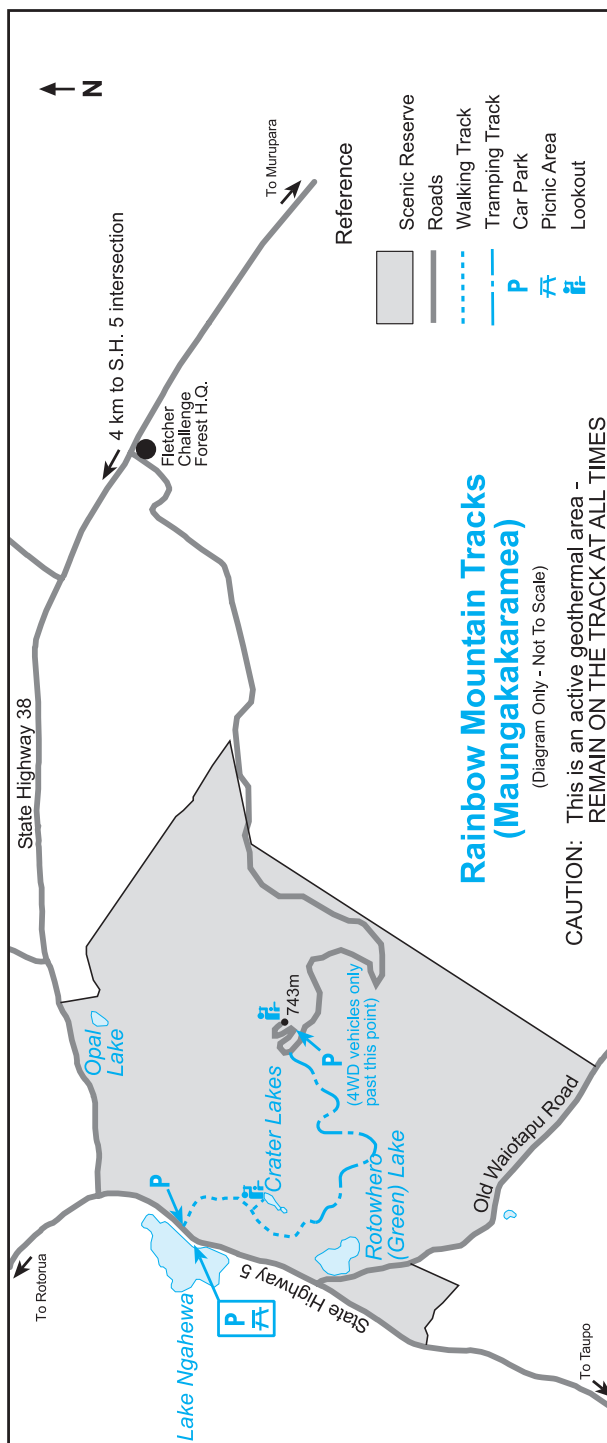 N
To Murupara
4 km to S.H. 5 intersection
Fletcher
Challenge
Forest H.Q.
State Highway 38
To Rotorua
Opal
Lake
Lake Ngahewa
P
P
State Highway 5
Crater Lakes
743m
P
(4WD vehicles only
past this point)
Rotowhero
(Green) Lake
Old Waiotapu Road
To Taupo
Rainbow Mountain Tracks
(Maungakakaramea)
(Diagram Only - Not To Scale)
CAUTION: This is an active geothermal area -
REMAIN ON THE TRACK AT ALL TIMES
Reference
Scenic Reserve
Roads
Walking Track
Tramping Track
P Car Park
Picnic Area
Lookout